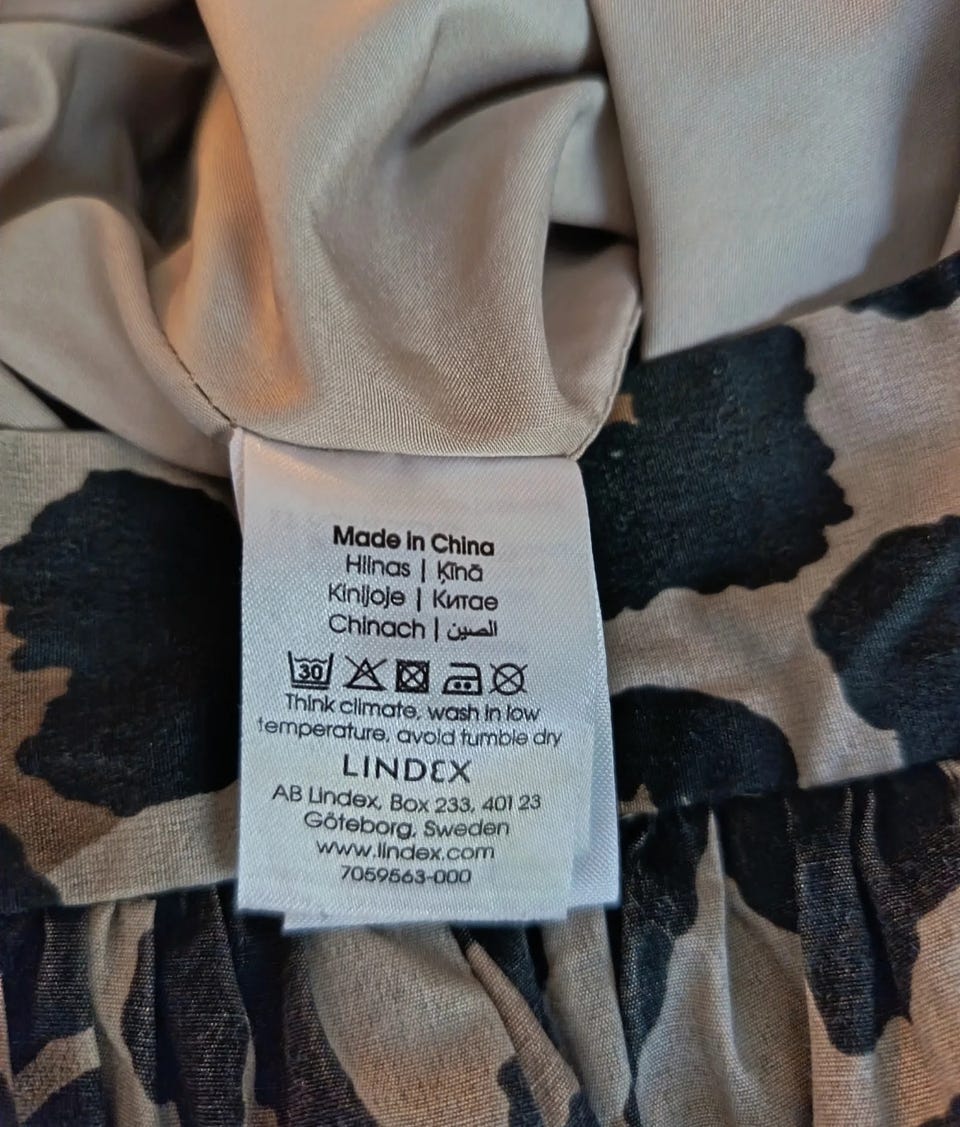 Made in China
Hiinas | Ķīnā
Kinijoje | Китае
Chinach | الصين
30
Think climate, wash in low
temperature, avoid tumble dry
LINDEX
AB Lindex, Box 233, 401 23
Göteborg, Sweden
www.lindex.com
7059563-000